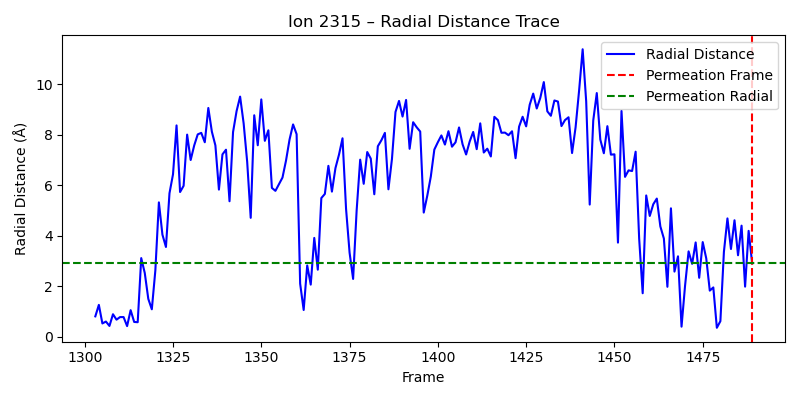 Ion 2315 – Radial Distance Trace
Radial Distance
Permeation Frame
Permeation Radial
Radial Distance (Å)
10
8
6
4
2
0
1300 1325 1350 1375 1400 1425 1450 1475
Frame